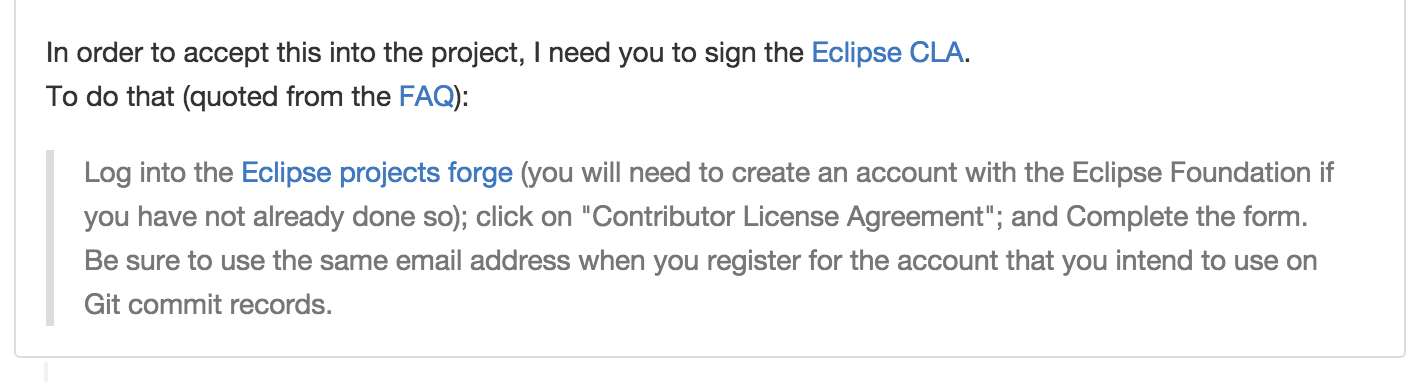 In order to accept this into the project, I need you to sign the Eclipse CLA.
To do that (quoted from the FAQ):
Log into the Eclipse projects forge (you will need to create an account with the Eclipse Foundation if
you have not already done so); click on "Contributor License Agreement"; and Complete the form.
Be sure to use the same email address when you register for the account that you intend to use on
Git commit records.